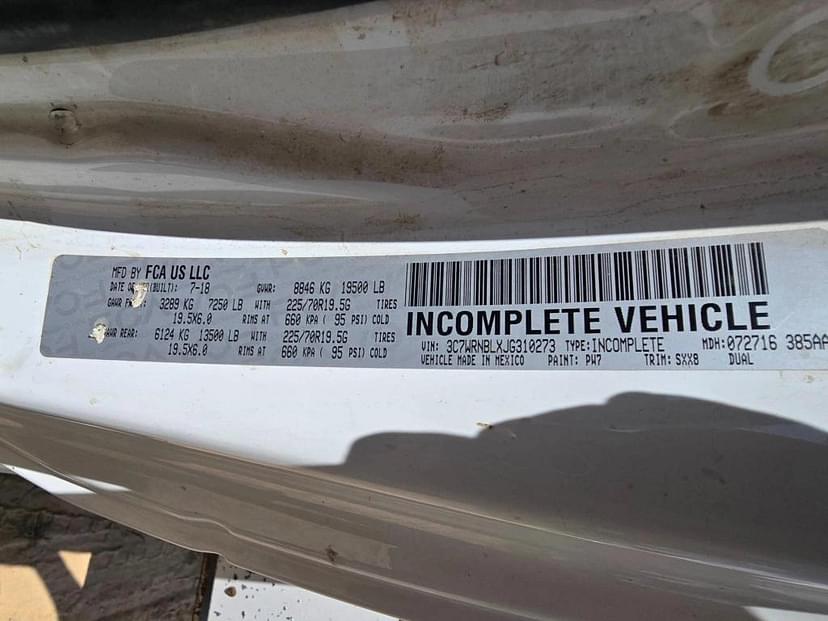 MFD BY FCA US LLC
DATE OF (BUILT): 7-18 GVWR: 8846 KG 19500 LB
GAWR 3289 KG 7250 LB WITH 225/70R19.5G TIRES
19.5X6.0 RIMS AT 660 KPA ( 95 PSI) COLD
GAWR REAR: 6124 KG 13500 LB WITH 225/70R19.5G TIRES
19.5X6.0 RIMS AT 660 KPA ( 95 PSI) COLD
INCOMPLETE VEHICLE
VIN: 3C7WRNBLXJG310273 TYPE: INCOMPLETE MDH: 072716 385AA
VEHICLE MADE IN MEXICO PAINT: PW7 TRIM: SXX8 DUAL